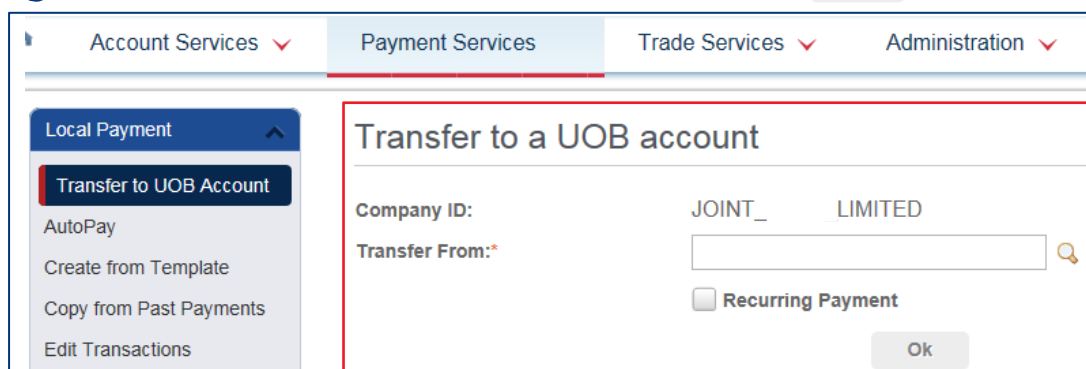 Account Services Payment Services Trade Services Administration
Local Payment
Transfer to UOB Account
AutoPay
Create from Template
Copy from Past Payments
Edit Transactions
Transfer to a UOB account
Company ID: JOINT_ LIMITED
Transfer From:*
Recurring Payment
Ok